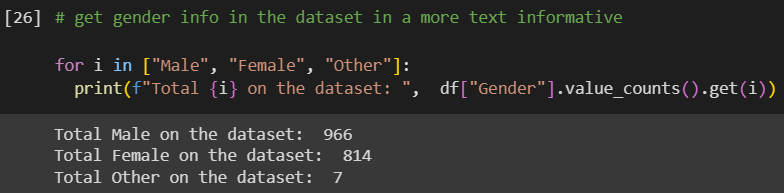 [26] # get gender info in the dataset in a more text informative
for i in ["Male", "Female", "Other"]:
print(f"Total {i} on the dataset: ", df["Gender"].value_counts().get(i))
Total Male on the dataset: 966
Total Female on the dataset: 814
Total Other on the dataset: 7